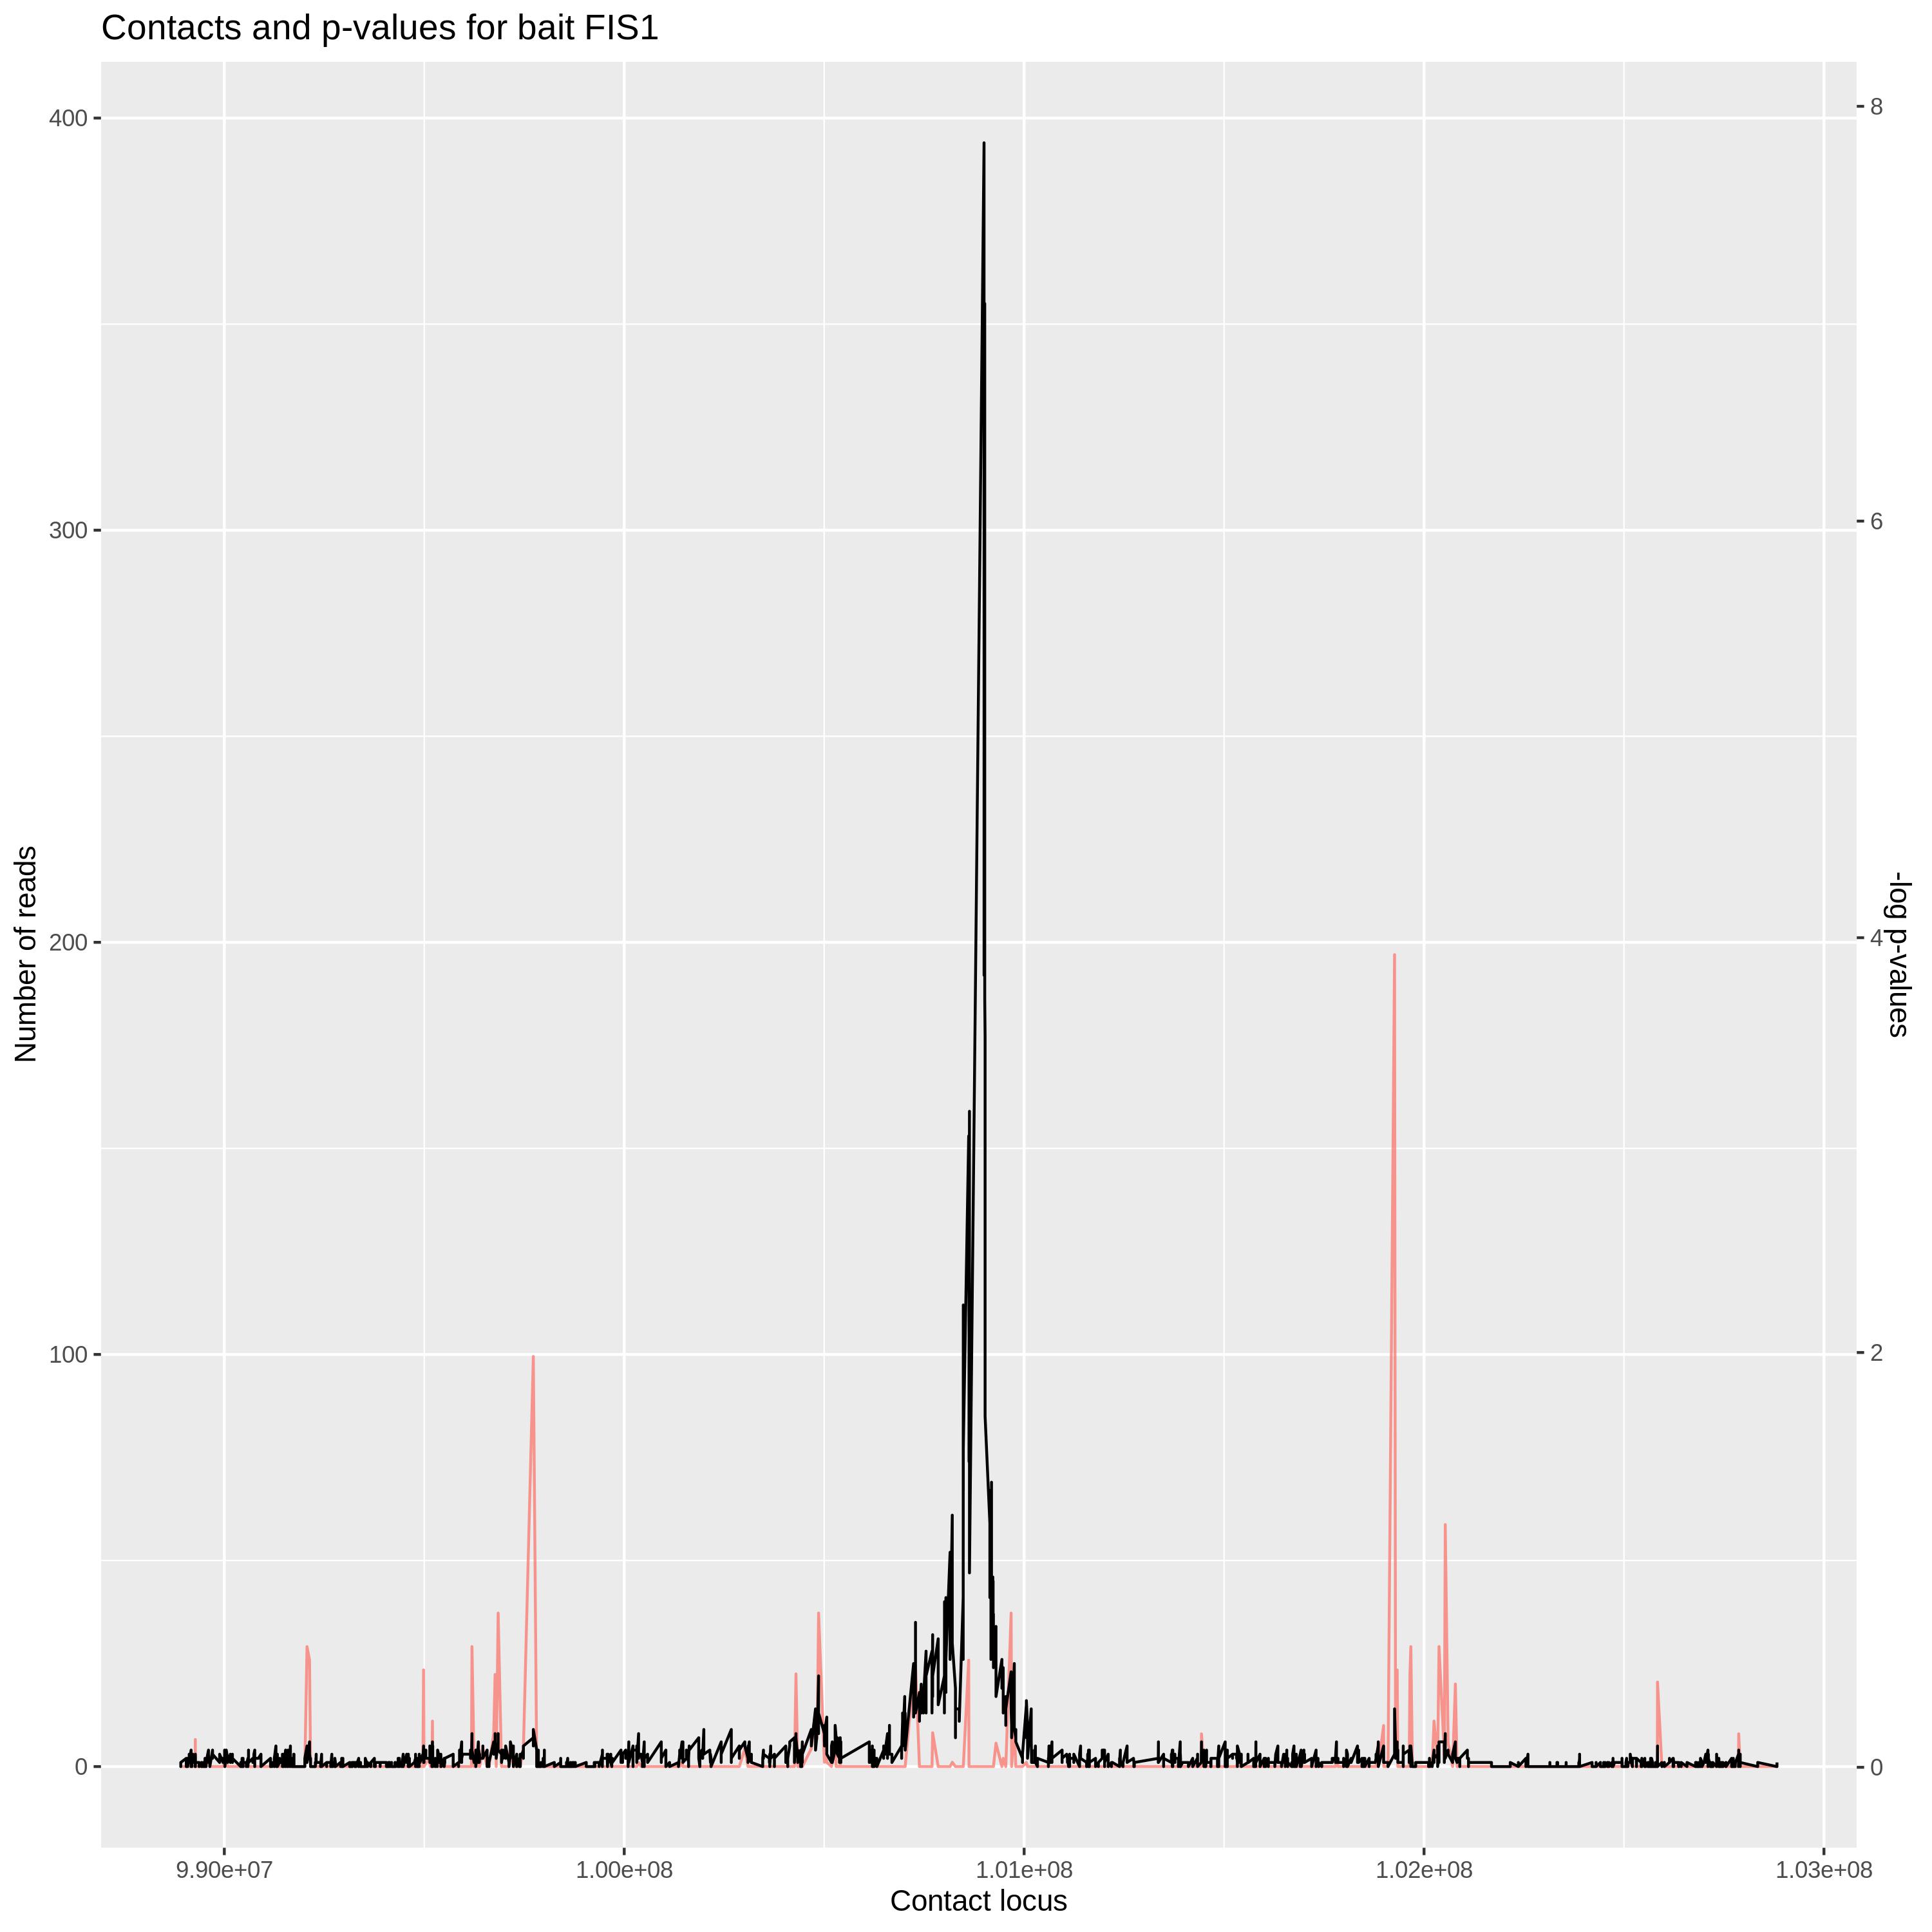 Contacts and p-values for bait FIS1
400
300
200
100
0
Number of reads
8
6
4
2
0
-log p-values
9.90e+07
1.00e+08
1.01e+08
1.02e+08
1.03e+08
Contact locus